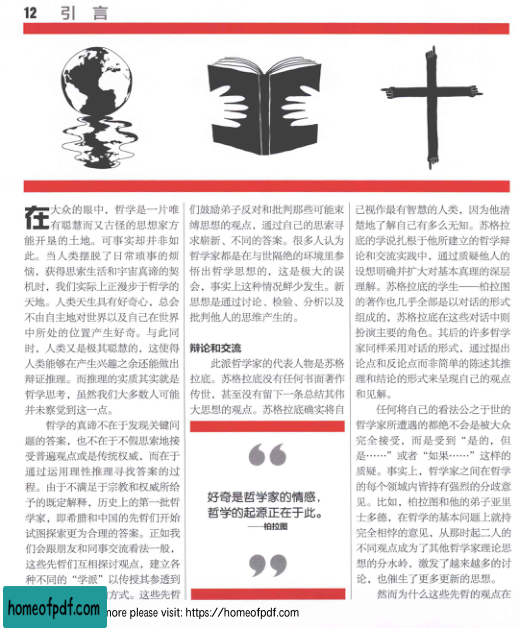 12 引 言
在大众的眼中，哲学是一片唯
有聪慧而又古怪的思想家方
能开垦的土地。可事实却并非如
此。当人类摆脱了日常琐事的烦
恼，获得思索生活和宇宙真谛的契
机时，我们实际上正漫步于哲学的
天地。人类天生具有好奇心，总会
不由自主地对世界以及自己在世界
中所处的位置产生好奇。与此同
时，人类又是极其聪慧的，这使得
人类能够在产生兴趣之余还能做出
辩证推理。而推理的实质其实就是
哲学思考，虽然我们大多数人可能
并未察觉到这一点。
哲学的真谛不在于发现关键问
题的答案，也不在于不假思索地接
受普遍观点或是传统权威，而在于
通过运用理性推理寻找答案的过
程。由于不满足于宗教和权威所给
予的既定解释，历史上的第一批哲
学家，即希腊和中国的先哲们开始
试图探索更为合理的答案。正如我
们会跟朋友和同事交流看法一般，
这些先哲们互相探讨观点，建立各
种不同的“学派”以传授其参透到
方式。这些先哲
们鼓励弟子反对和批判那些可能束
缚思想的观点，通过自己的思索寻
求崭新、不同的答案。很多人认为
哲学家都是在与世隔绝的环境里参
悟出哲学思想的，这是极大的误
会，事实上这种情况鲜少发生。新
思想是通过讨论、检验、分析以及
批判他人的思维产生的。
辩论和交流
此派哲学家的代表人物是苏格
拉底。苏格拉底没有任何书面著作
传世，甚至没有留下一条总结其伟
大思想的观点。苏格拉底确实将自
好奇是哲学家的情感，
哲学的起源正在于此。
——柏拉图
己视作最有智慧的人类，因为他清
楚地了解自己有多么无知。苏格拉
底的学说扎根于他所建立的哲学辩
论和交流实践中，通过质疑他人的
设想明确并扩大对基本真理的深层
理解。苏格拉底的学生——柏拉图
的著作也几乎全部是以对话的形式
组成的，苏格拉底在这些对话中则
扮演主要的角色。其后的许多哲学
家同样采用对话的形式，通过提出
论点和反论点而非简单的陈述其推
理和结论的形式来呈现自己的观点
和见解。
任何将自己的看法公之于世的
哲学家所遭遇的都绝不会是被大众
完全接受，而是受到“是的，但
是……”或者“如果……”这样的
质疑。事实上，哲学家之间在哲学
的每个领域内皆持有强烈的分歧意
见。比如，柏拉图和他的弟子亚里
士多德，在哲学的基本问题上就持
完全相悖的意见，从那时起二人的
不同观点成为了其他哲学家理论思
想的分水岭，激发了越来越多的讨
论，也催生了更多更新的思想。
然而为什么这些先哲的观点在
homeofpdf.com
more please visit: https://homeofpdf.com